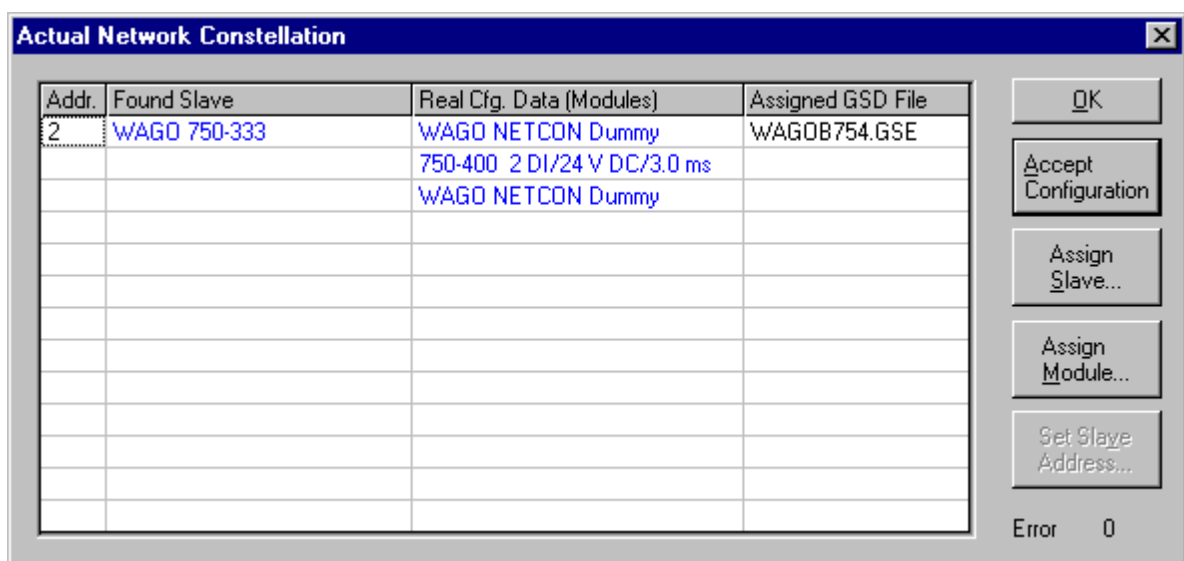 Actual Network Constellation
Addr. Found Slave Real Cfg. Data (Modules) Assigned GSD File
2 WAGO 750-333 WAGO NETCON Dummy WAGOB754.GSE
750-400 2 DI/24 V DC/3.0 ms
WAGO NETCON Dummy
OK
Accept
Configuration
Assign
Slave...
Assign
Module...
Set Slave
Address...
Error 0